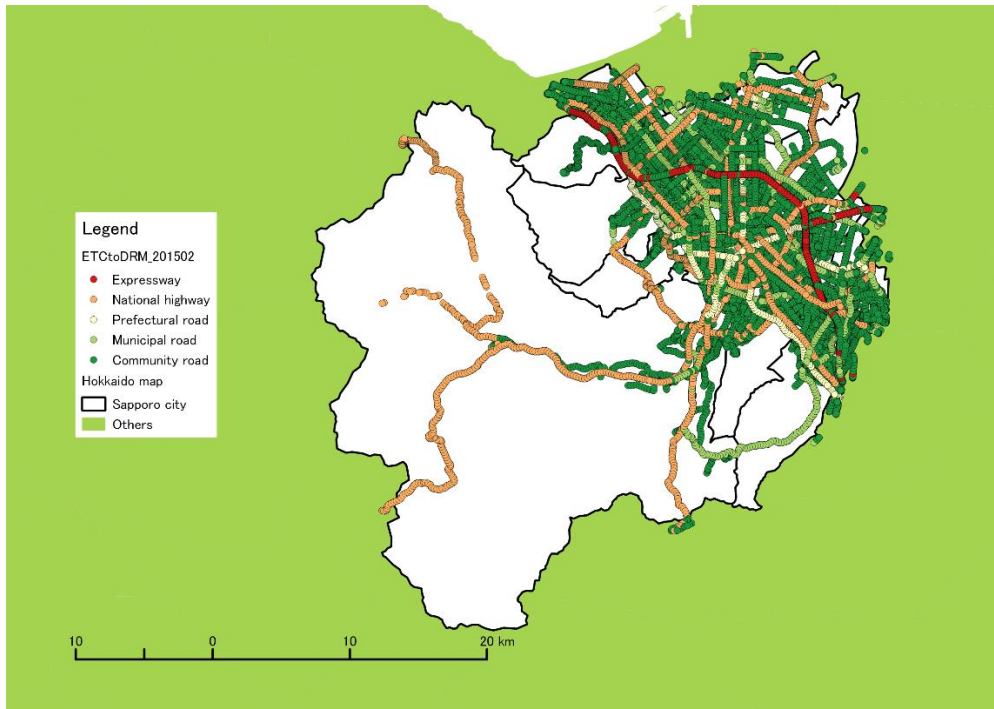 Legend
ETCtoDRM_201502
Expressway
National highway
Prefectural road
Municipal road
Community road
Hokkaido map
Sapporo city
Others
10 0 10 20 km